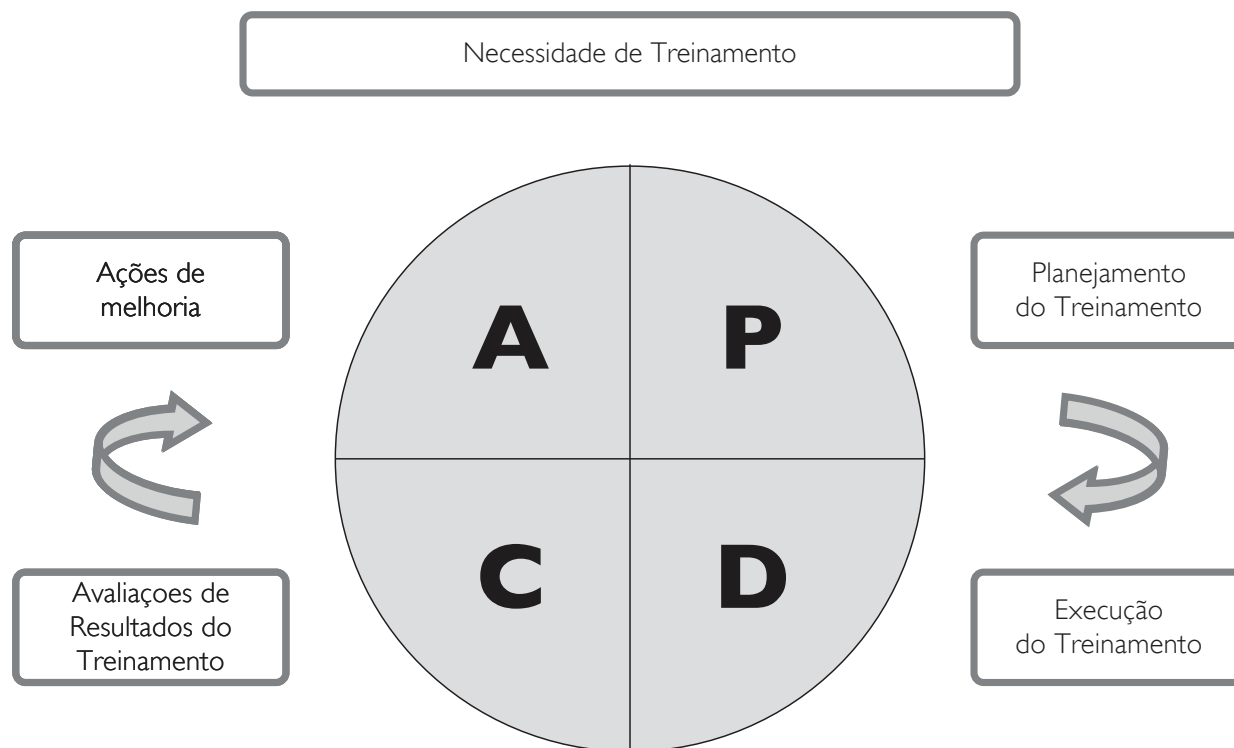 Necessidade de Treinamento
Ações de
melhoria
A
P
Planejamento
do Treinamento
Avaliaçoes de
Resultados do
Treinamento
C
D
Execução
do Treinamento